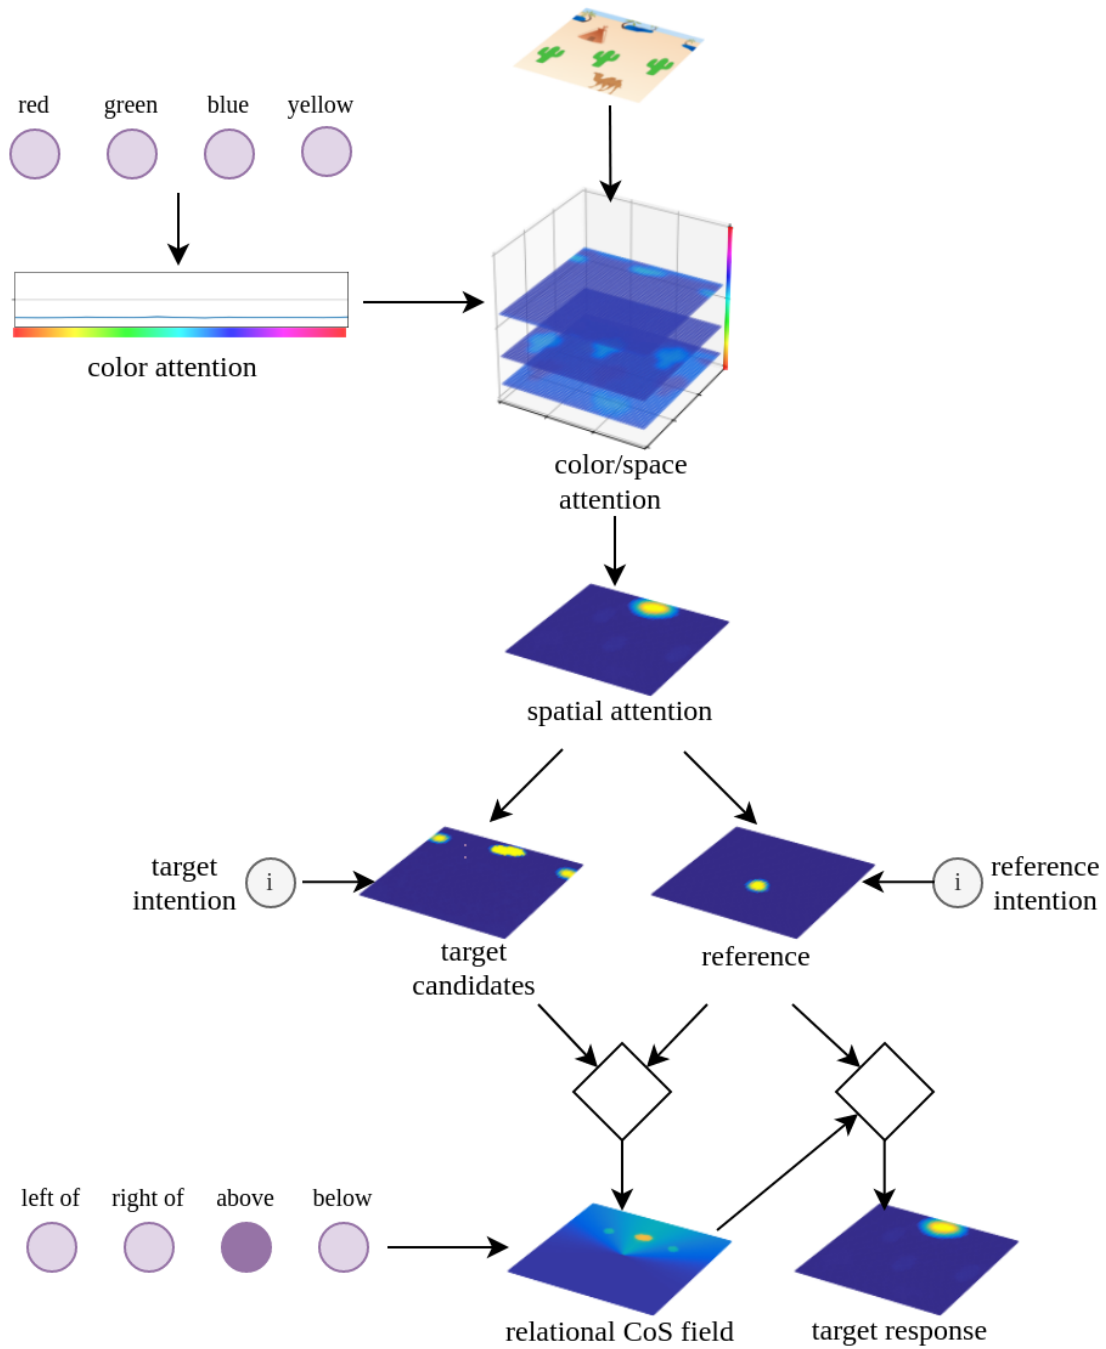 red
green
blue
yellow
color attention
color/space
attention
spatial attention
target
intention
i
i
reference
intention
target
candidates
reference
left of
right of
above
below
relational CoS field
target response